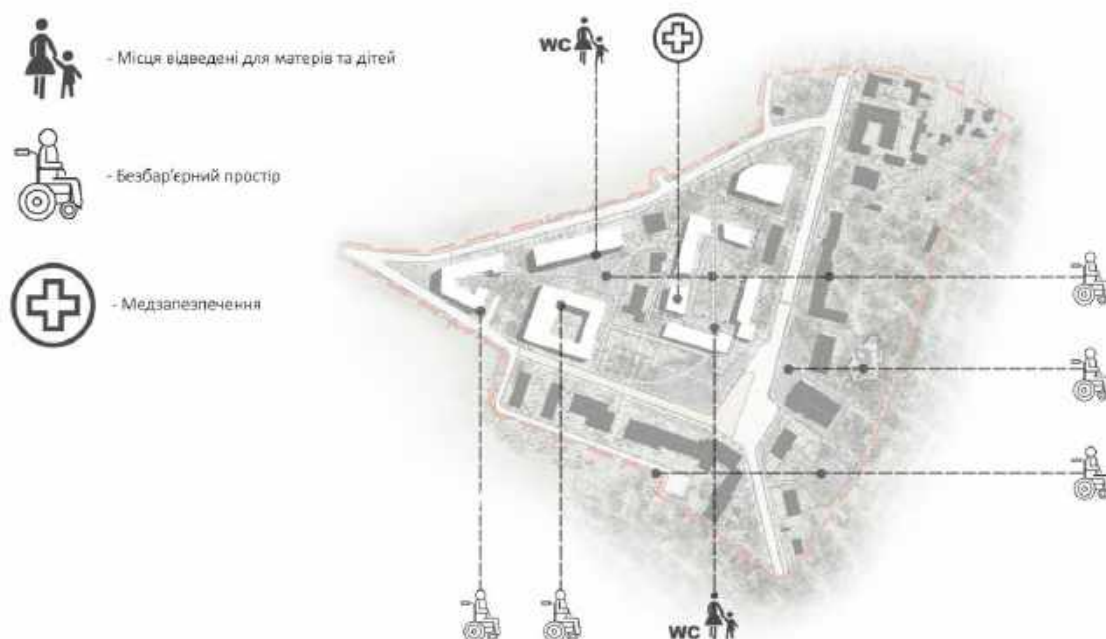 WC
- Місця відведені для матерів та дітей
- Безбар'єрний простір
- Медзапезпечення
WC